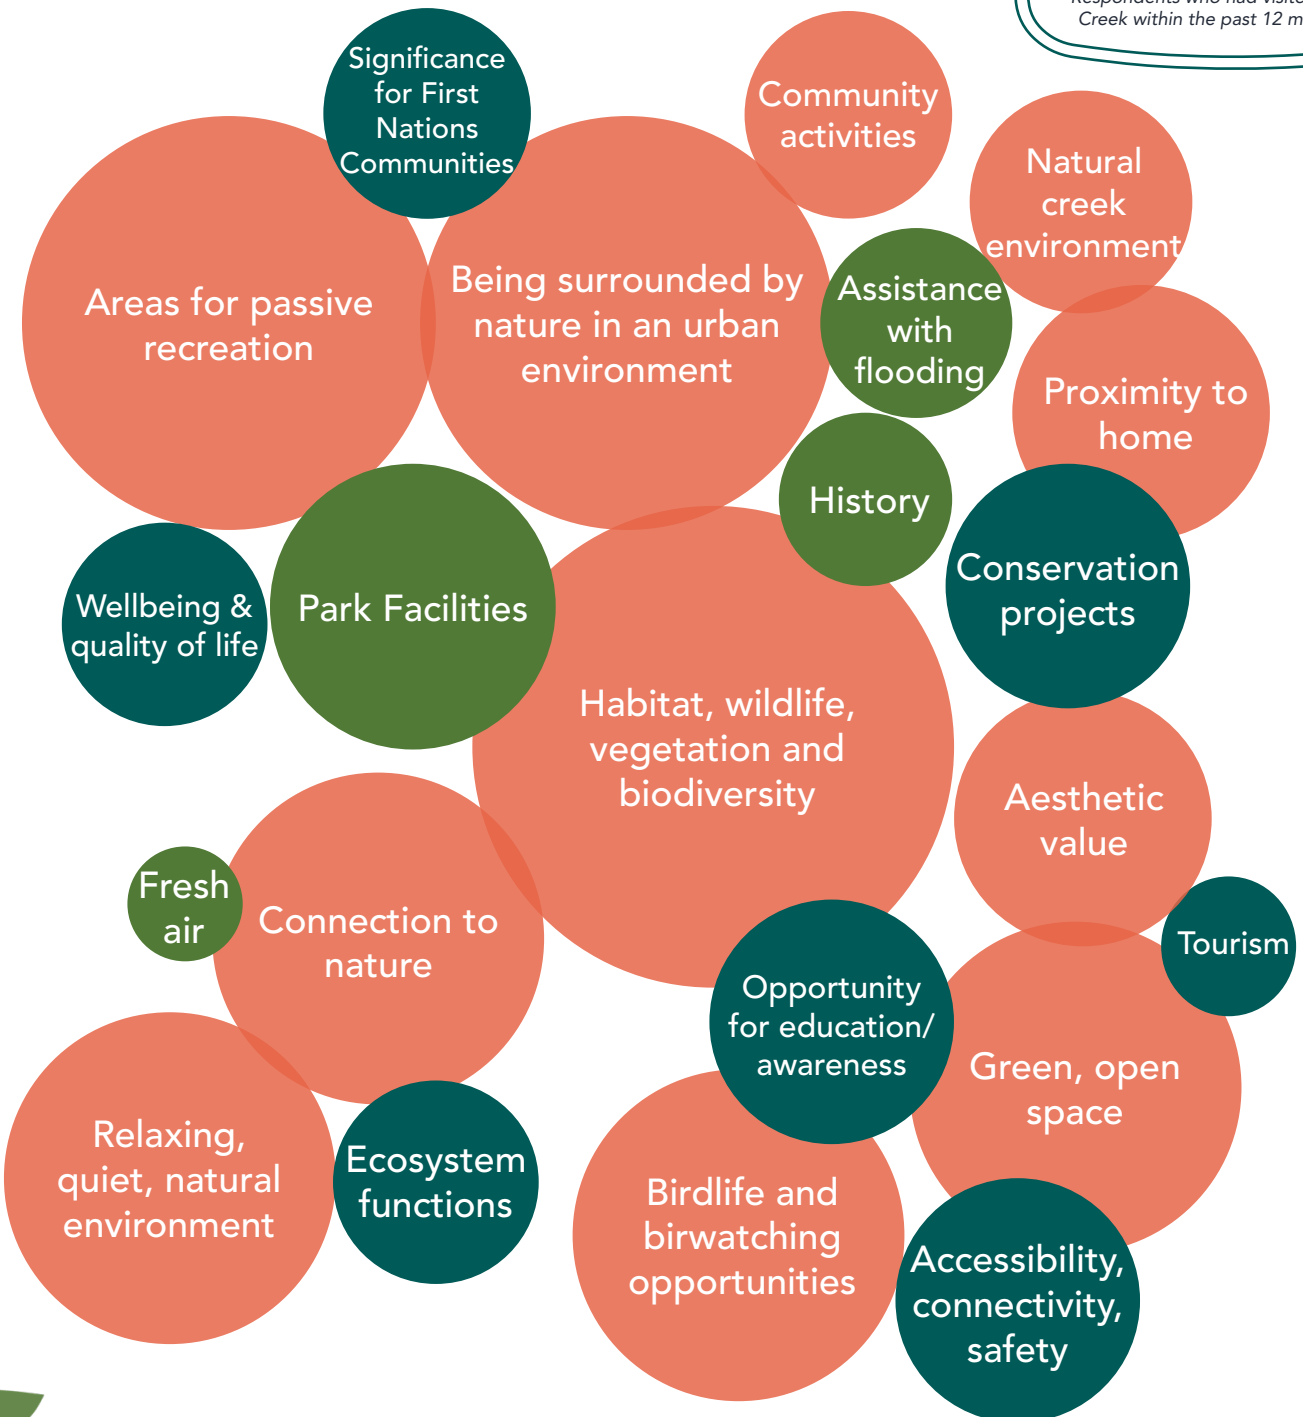 Respondents who had visite
Creek within the past 12 m
Significance
for First
Nations
Communities
Community
activities
Natural
creek
environment
Areas for passive
recreation
Being surrounded by
nature in an urban
environment
Assistance
with
flooding
Proximity to
home
History
Conservation
projects
Wellbeing &
quality of life
Park Facilities
Habitat, wildlife,
vegetation and
biodiversity
Aesthetic
value
Fresh
air
Connection to
nature
Tourism
Opportunity
for education/
awareness
Green, open
space
Relaxing,
quiet, natural
environment
Ecosystem
functions
Birdlife and
birwatching
opportunities
Accessibility,
connectivity,
safety